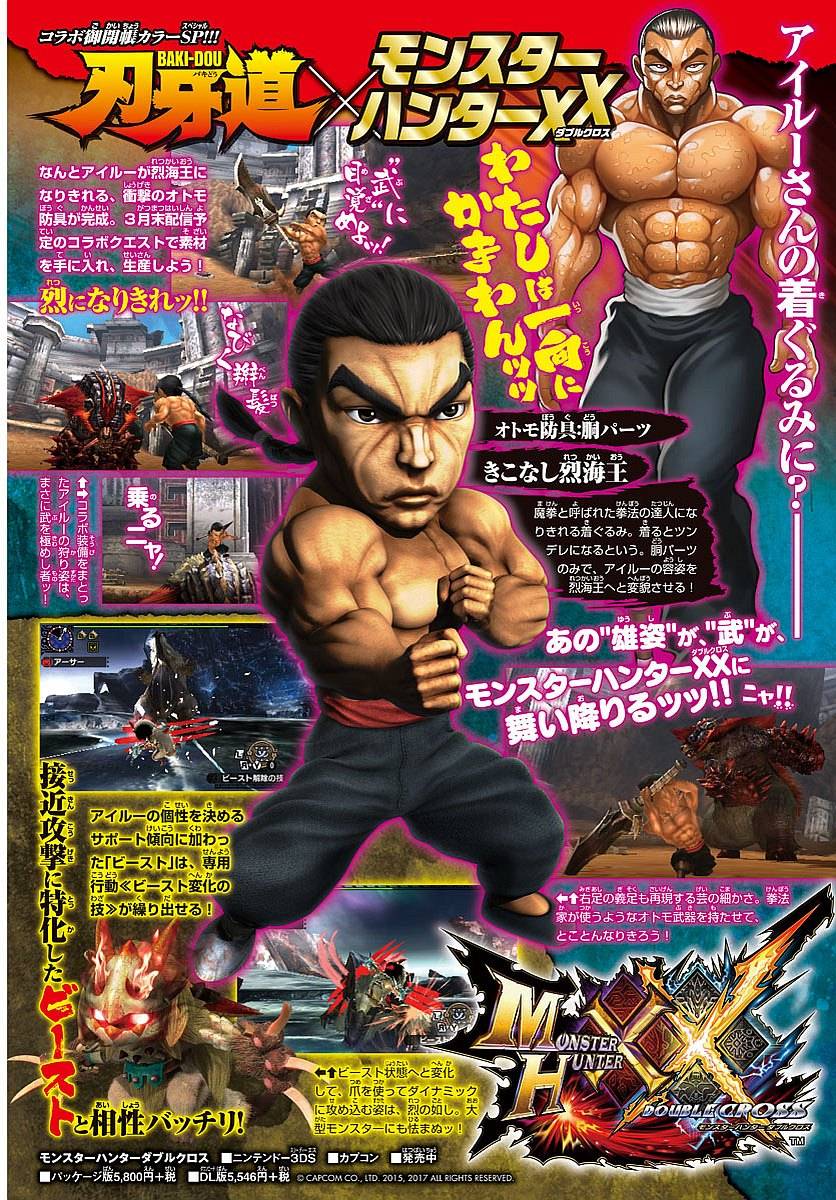 コラボ御開帳カラーSP!!!
BAKI-DOU
刃牙道
バキどう
×
モンスター
ハンターXX
ダブルクロス
アイルーさんの着ぐるみに?――
なんとアイルーが烈海王に
なりきれる、衝撃のオトモ
防具が完成。3月末配信予
定のコラボクエストで素材
を手に入れ、生産しよう!
烈になりきれッ!!
"武"に
目覚めよッ!
わたしは一向に
かまわんッッ
なびく
辮髪
オトモ防具:胴パーツ
きこなし烈海王
魔拳と呼ばれた拳法の達人にな
りきれる着ぐるみ。着るとツン
デレになるという。胴パーツ
のみで、アイルーの容姿を
烈海王へと変貌させる!
乗る
ニャ!
⬆➡コラボ装備をまとっ
たアイルーの狩り姿は、
まさに武を極めし者ッ!
あの"雄姿"が、"武"が、
モンスターハンターXXに
ダブルクロス
舞い降りるッッ!! ニャ!!
アーサー
ビースト解除の技
接近攻撃に特化した
ビースト
と相性バッチリ!
アイルーの個性を決める
サポート傾向に加わっ
た「ビースト」は、専用
行動≪ビースト変化の
技≫が繰り出せる!
⬅⬆右足の義足も再現する芸の細かさ。拳法
家が使うようなオトモ武器を持たせて、
とことんなりきろう!
⬅⬆ビースト状態へと変化
して、爪を使ってダイナミック
に攻め込む姿は、烈の如し。大
型モンスターにも怯まぬッ!
MONSTER
HUNTER
XX
DOUBLE CROSS
モンスターハンター ダブルクロス
TM
モンスターハンターダブルクロス ■ニンテンドー3DS ■カプコン ■発売中
■パッケージ版5,800円+税 ■DL版5,546円+税 ©CAPCOM CO., LTD. 2015, 2017 ALL RIGHTS RESERVED.